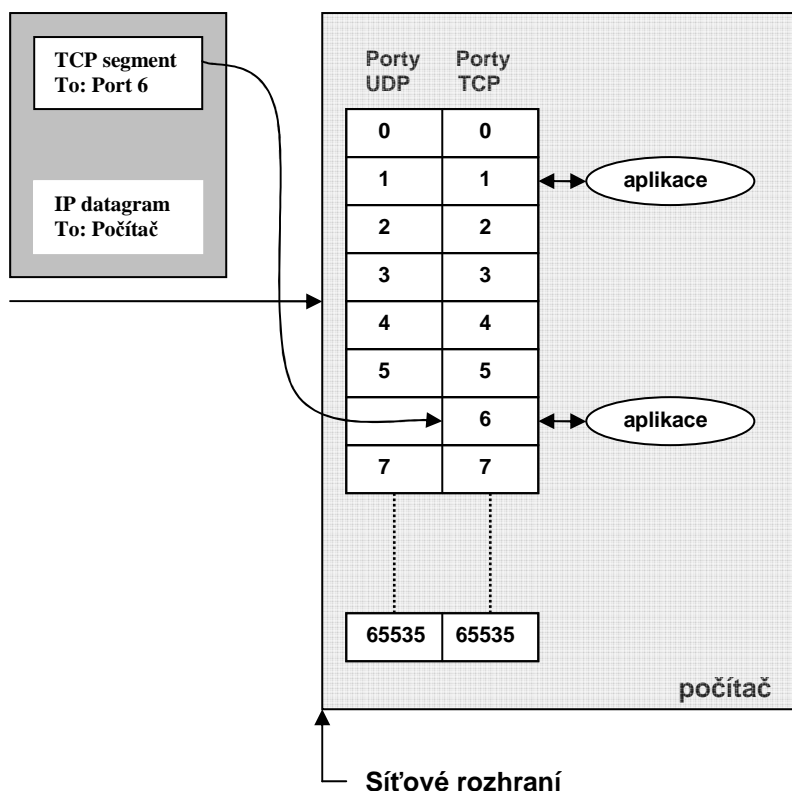 TCP segment
To: Port 6
IP datagram
To: Počítač
Porty UDP
Porty TCP
0 0
1 1
aplikace
2 2
3 3
4 4
5 5
6
aplikace
7 7
65535 65535
počítač
Síťové rozhraní